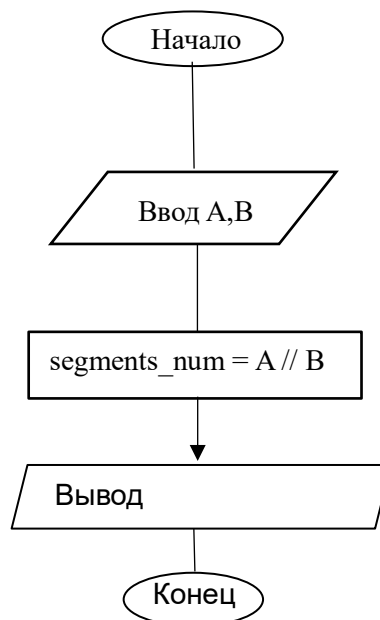 Начало
Ввод A,B
segments_num = A // B
Вывод
Конец